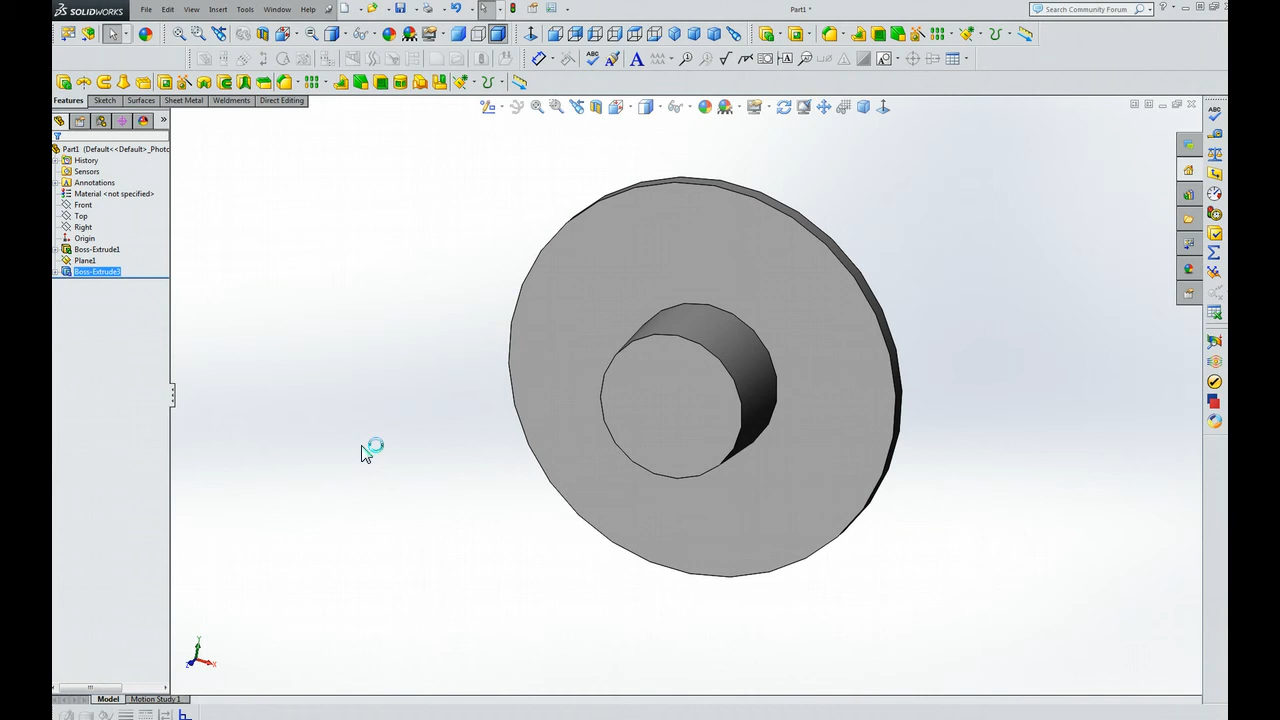 SOLIDWORKS File Edit View Insert Tools Window Help Part1 * Search Community Forum
Features Sketch Surfaces Sheet Metal Weldments Direct Editing
Part1 (Default<<Default>_Photo
History
Sensors
Annotations
Material <not specified>
Front
Top
Right
Origin
Boss-Extrude1
Plane1
Boss-Extrude3
Y
X
Z
Model Motion Study 1